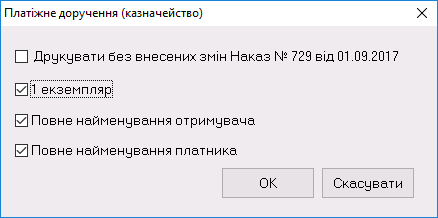 Платіжне доручення (казначейство)
Друкувати без внесених змін Наказ № 729 від 01.09.2017
1 екземпляр
Повне найменування отримувача
Повне найменування платника
OK
Скасувати